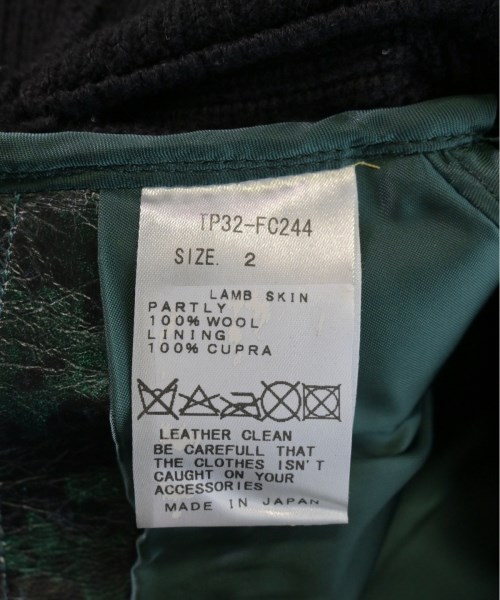 TP32-FC244
SIZE. 2
LAMB SKIN
PARTLY
100% WOOL
LINING
100% CUPRA
LEATHER CLEAN
BE CAREFULL THAT
THE CLOTHES ISN'T
CAUGHT ON YOUR
ACCESSORIES
MADE IN JAPAN